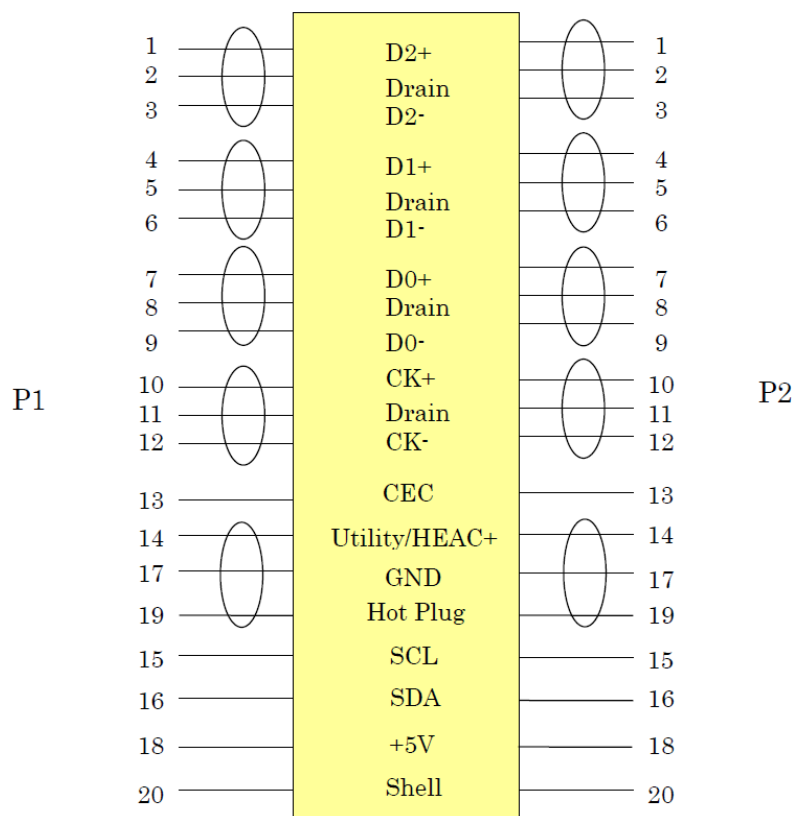 1 D2+ 1
2 Drain 2
3 D2- 3
4 D1+ 4
5 Drain 5
6 D1- 6
7 D0+ 7
8 Drain 8
9 D0- 9
10 CK+ 10
P1 11 Drain 11 P2
12 CK- 12
13 CEC 13
14 Utility/HEAC+ 14
17 GND 17
19 Hot Plug 19
15 SCL 15
16 SDA 16
18 +5V 18
20 Shell 20